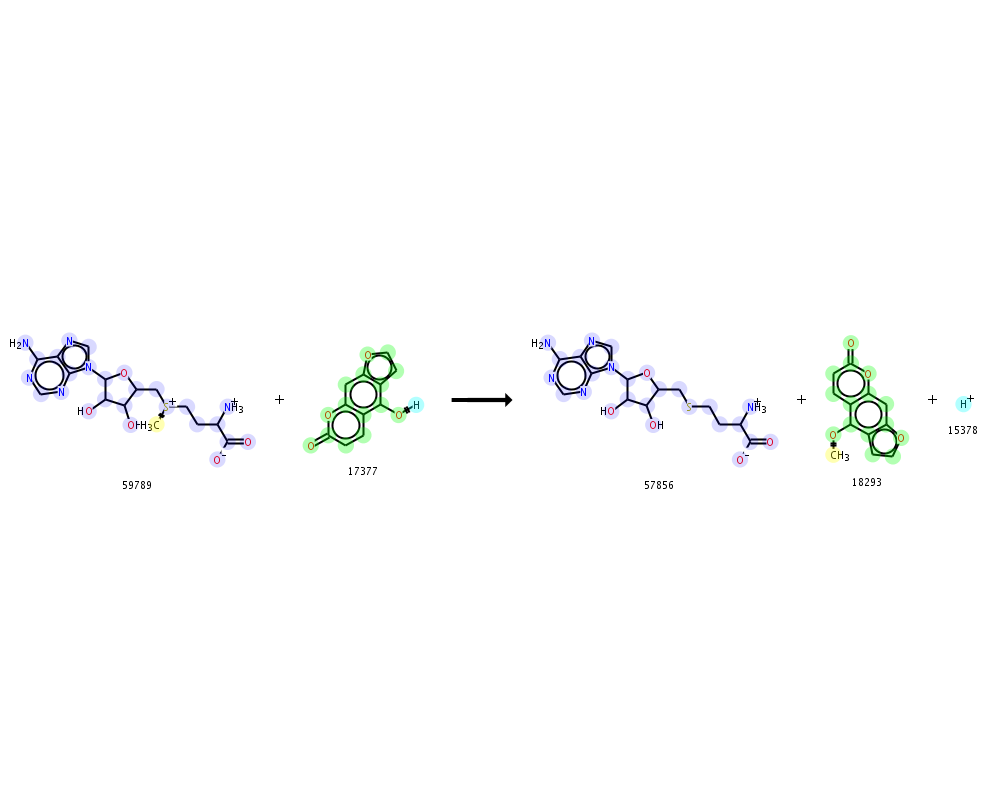 H₂N N N N N O HO OH H₃C S⁺ NH₃⁺ O O⁻
59789
+
O O O O H
17377
H₂N N N N N O HO OH S NH₃⁺ O O⁻
57856
+
O O O O CH₃
18293
+
H⁺
15378